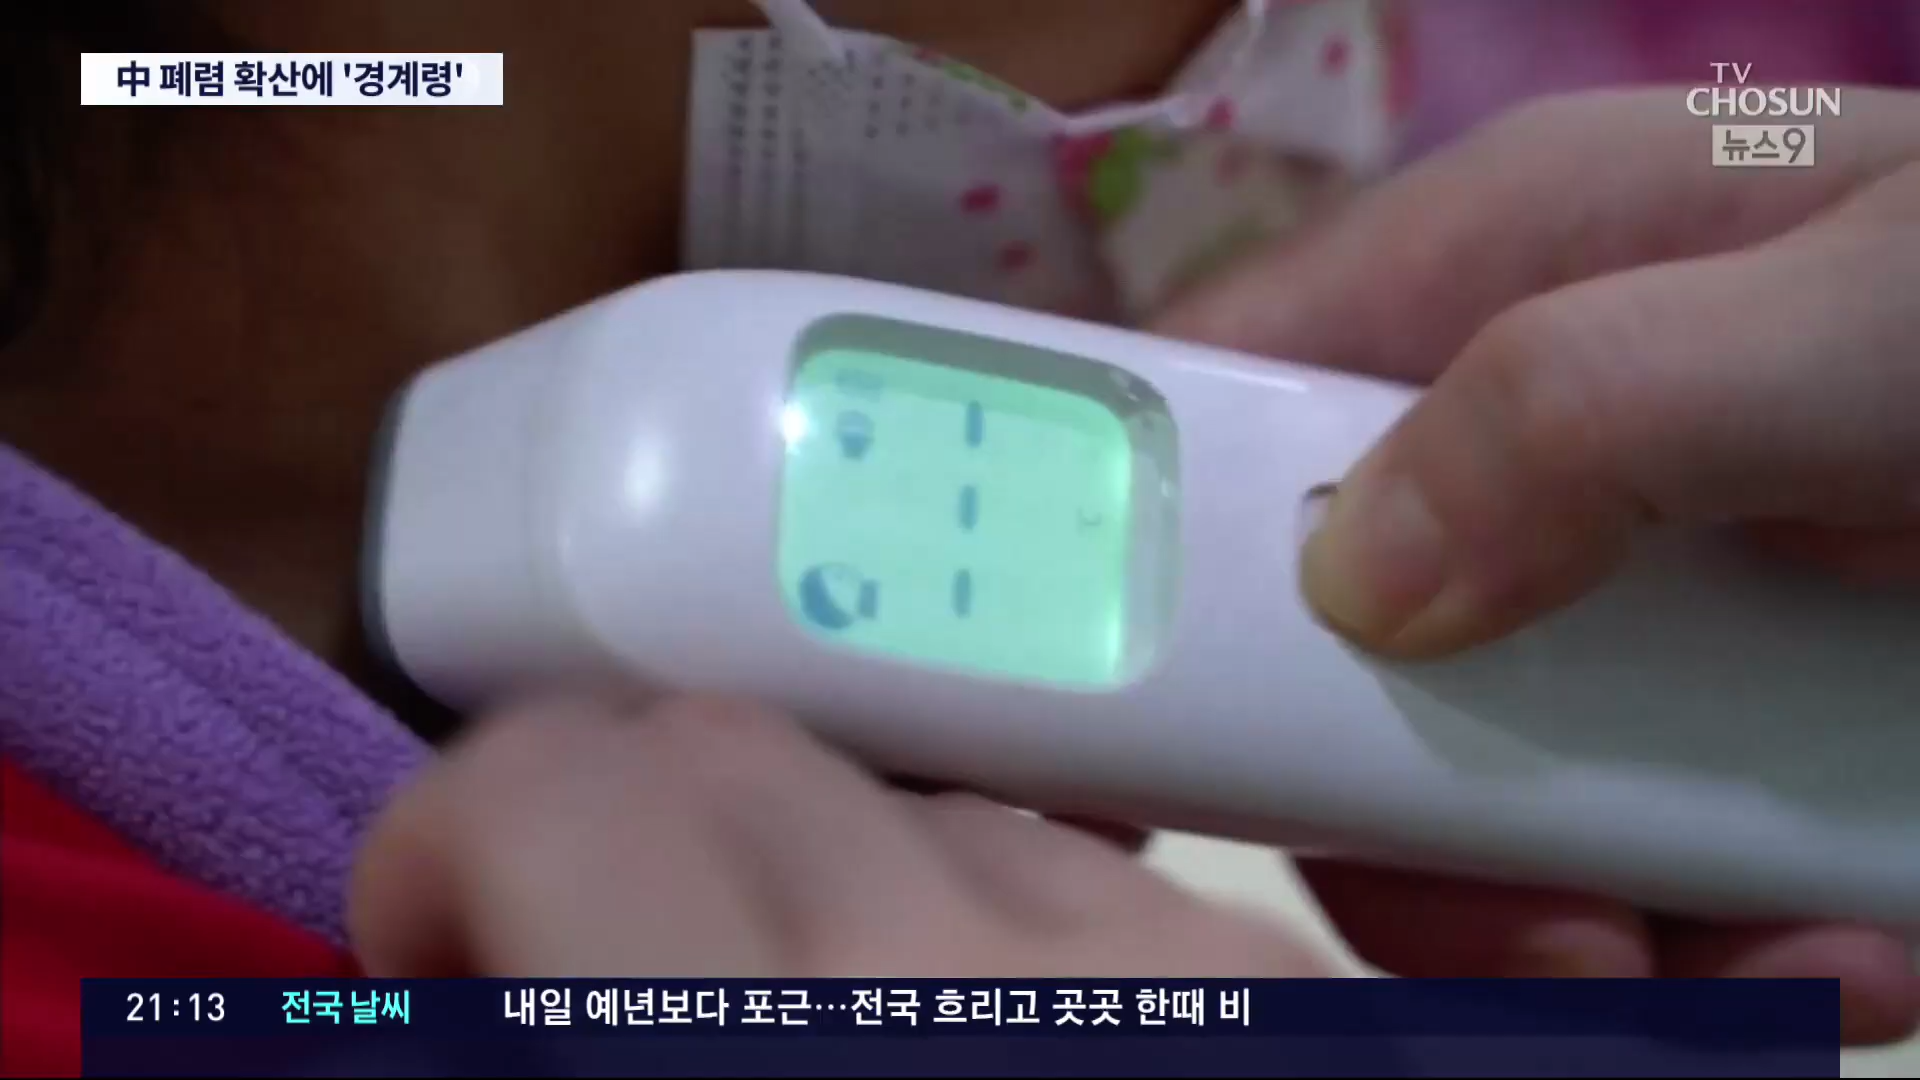 中 폐렴 확산에 '경계령'
TV
CHOSUN
뉴스9
21:13 전국 날씨 내일 예년보다 포근…전국 흐리고 곳곳 한때 비